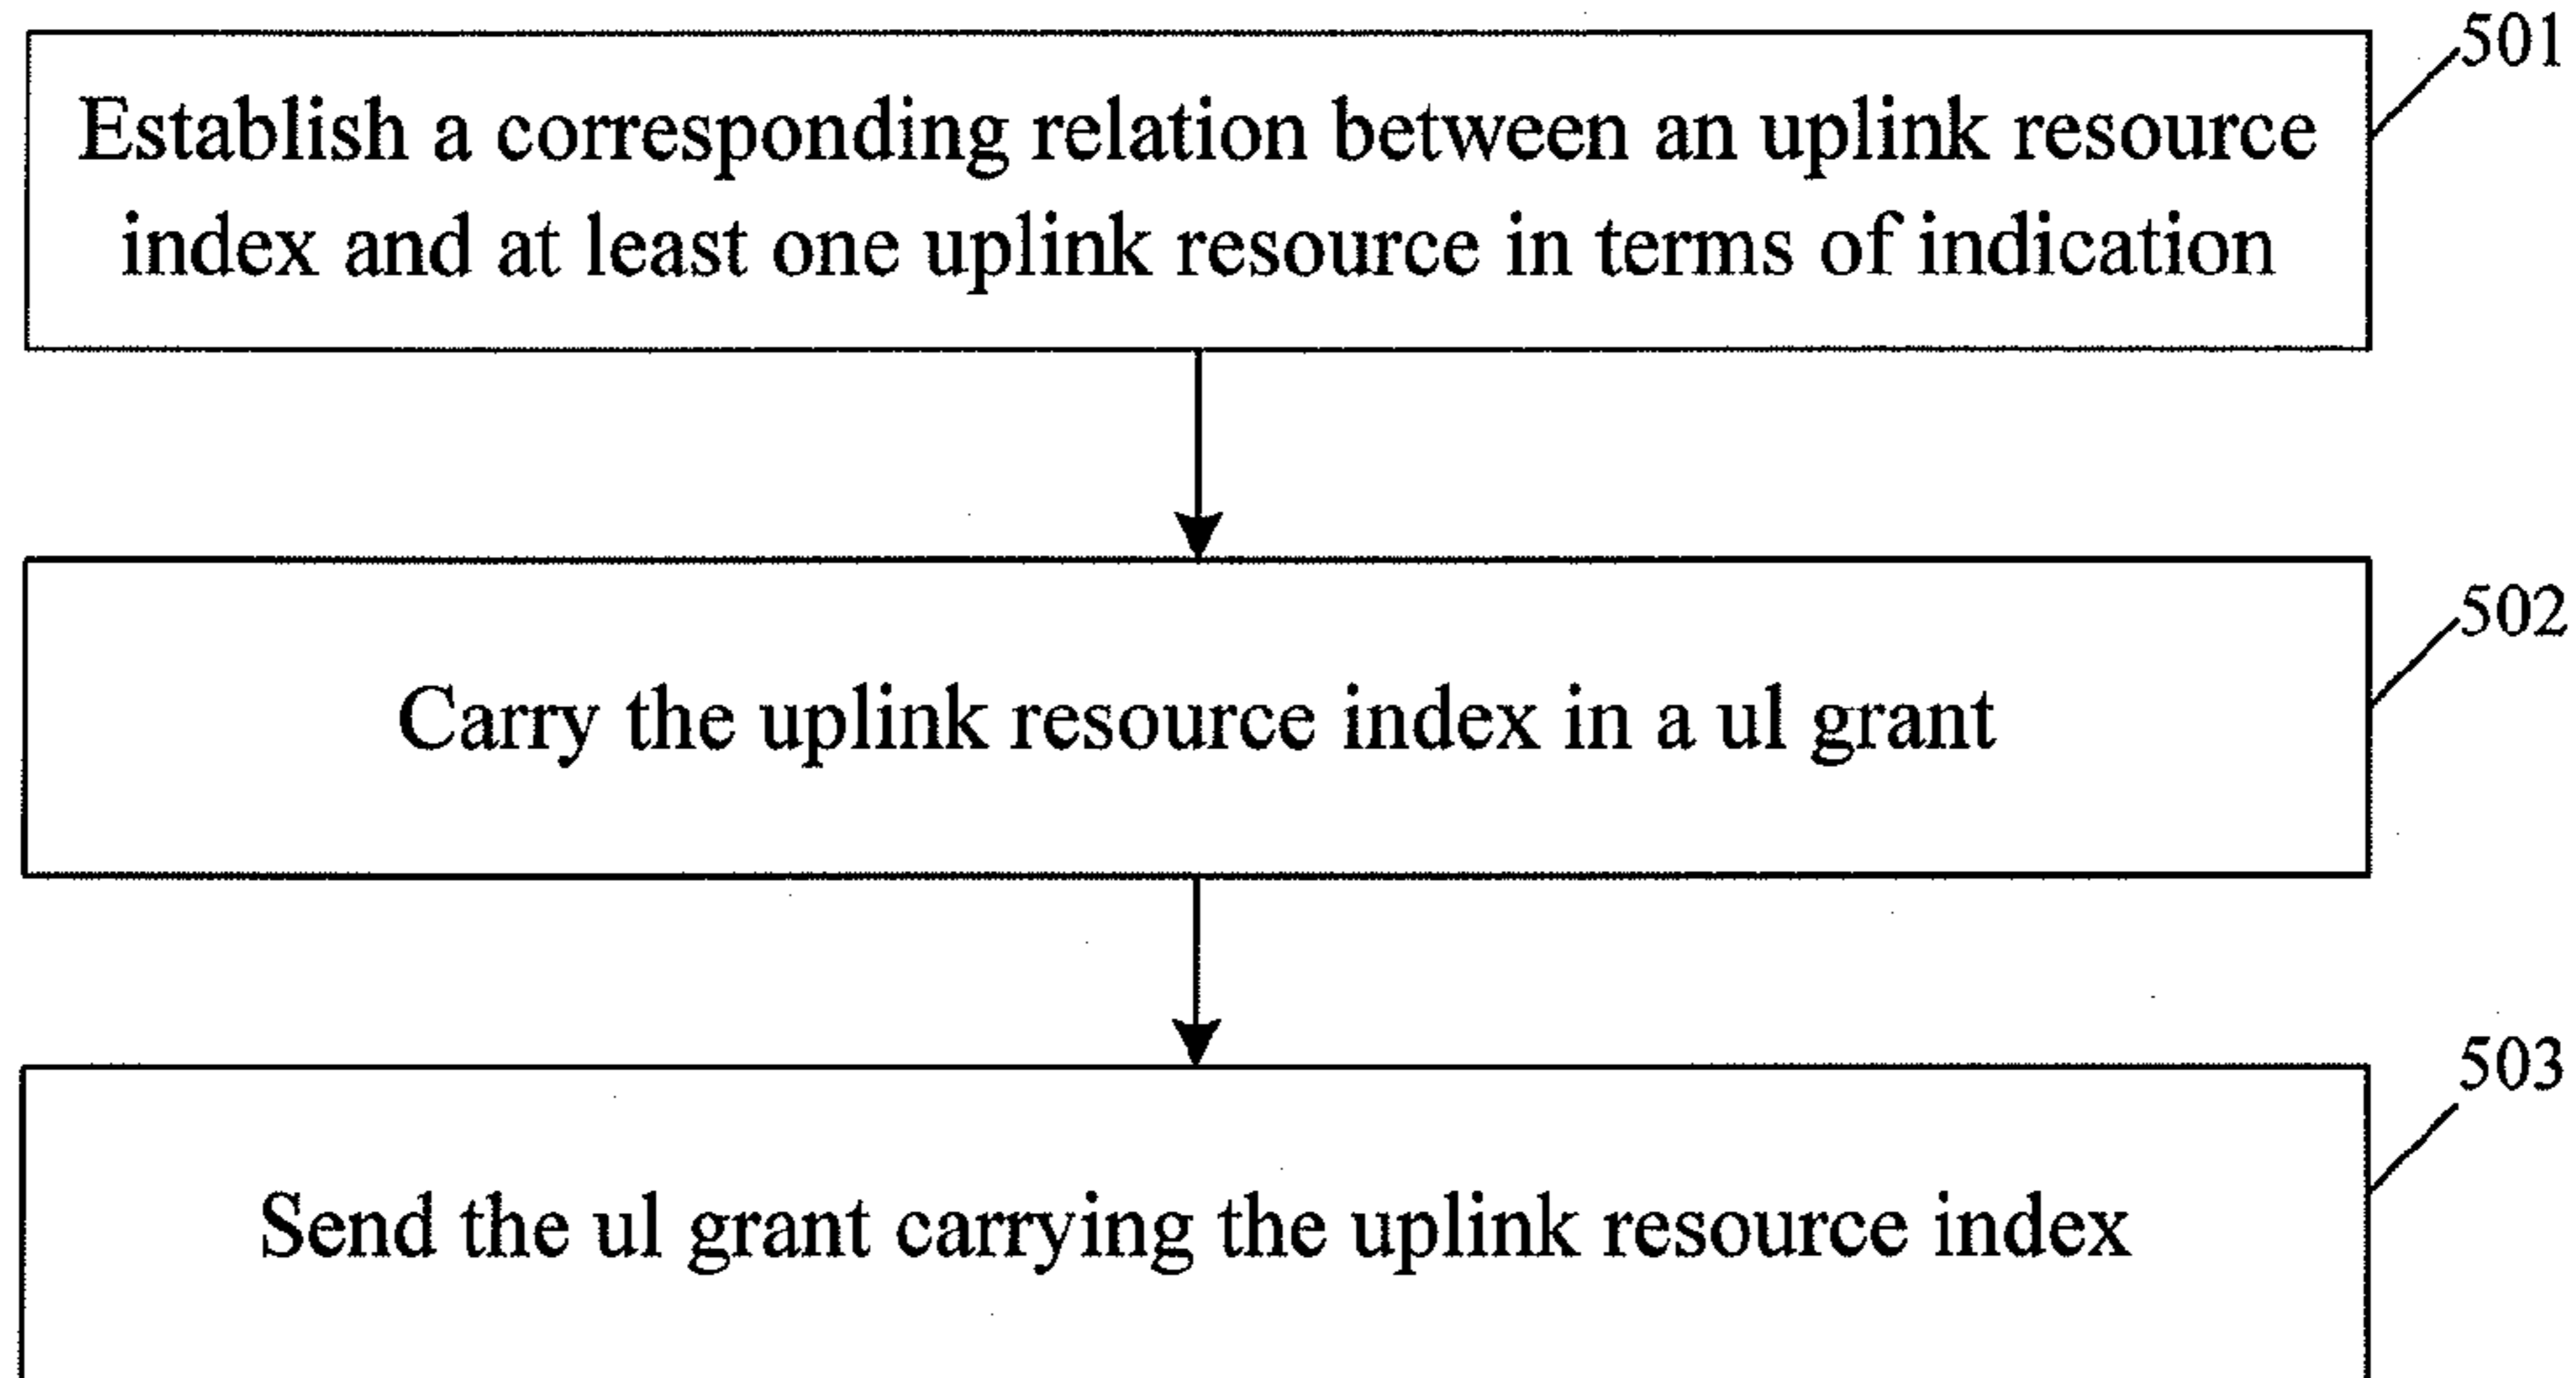 501
Establish a corresponding relation between an uplink resource
index and at least one uplink resource in terms of indication
502
Carry the uplink resource index in a ul grant
503
Send the ul grant carrying the uplink resource index